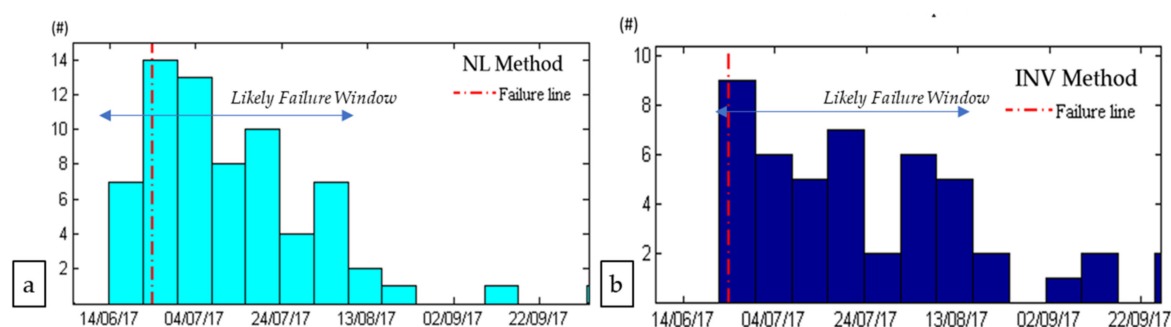 (#)
14
12
10
8
6
4
2
NL Method
Failure line
Likely Failure Window
14/06/17 04/07/17 24/07/17 13/08/17 02/09/17 22/09/17
a
(#)
10
8
6
4
2
INV Method
Likely Failure Window
Failure line
14/06/17 04/07/17 24/07/17 13/08/17 02/09/17 22/09/17
b